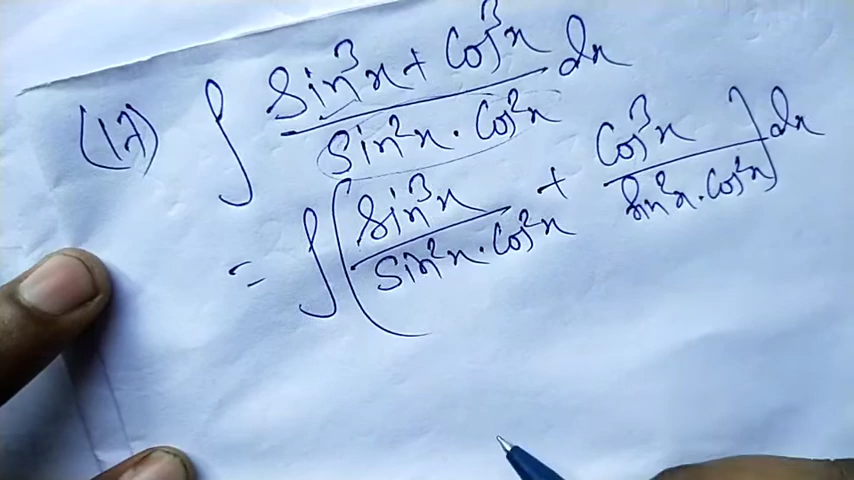 (17) ∫ (sin³x + cos³x)/(sin²x · cos²x) dx
= ∫ ( sin³x/(sin²x · cos²x) + cos³x/(sin²x · cos²x) ) dx